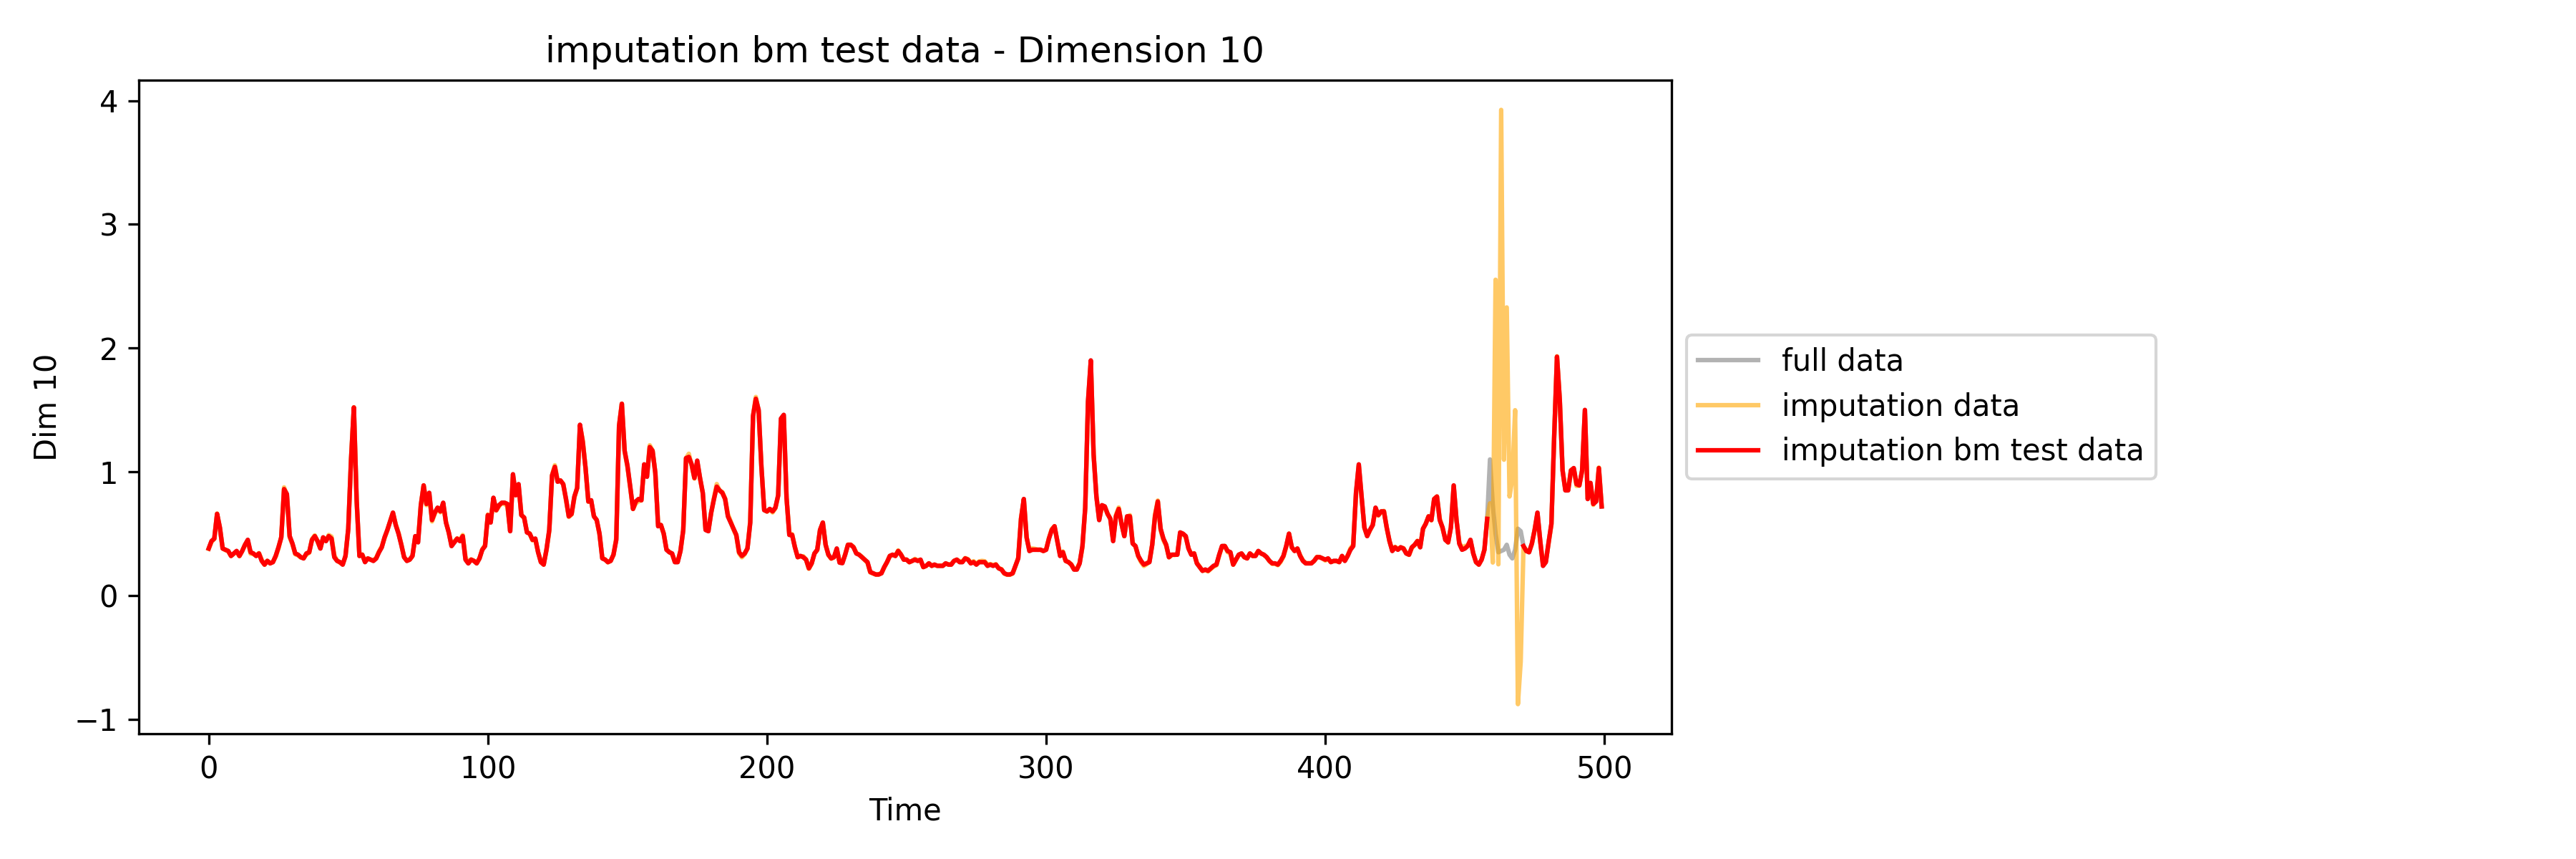 imputation bm test data - Dimension 10
4
3
2
1
0
−1
Dim 10
0 100 200 300 400 500
Time
full data
imputation data
imputation bm test data